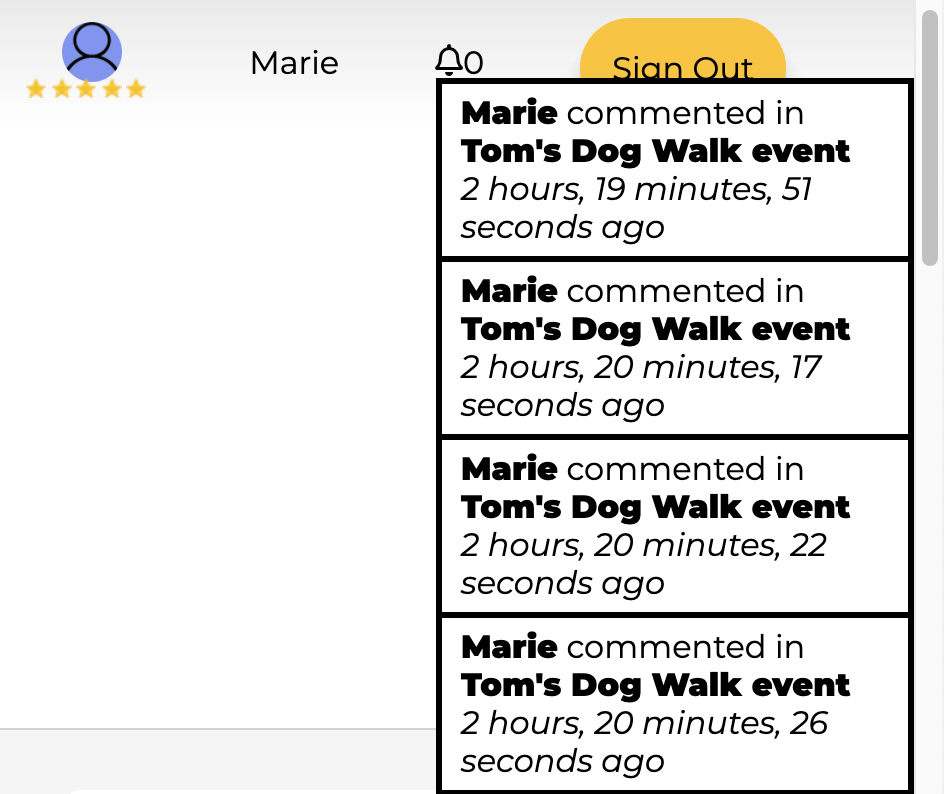 Marie
0
Sign Out
Marie commented in
Tom's Dog Walk event
2 hours, 19 minutes, 51
seconds ago
Marie commented in
Tom's Dog Walk event
2 hours, 20 minutes, 17
seconds ago
Marie commented in
Tom's Dog Walk event
2 hours, 20 minutes, 22
seconds ago
Marie commented in
Tom's Dog Walk event
2 hours, 20 minutes, 26
seconds ago